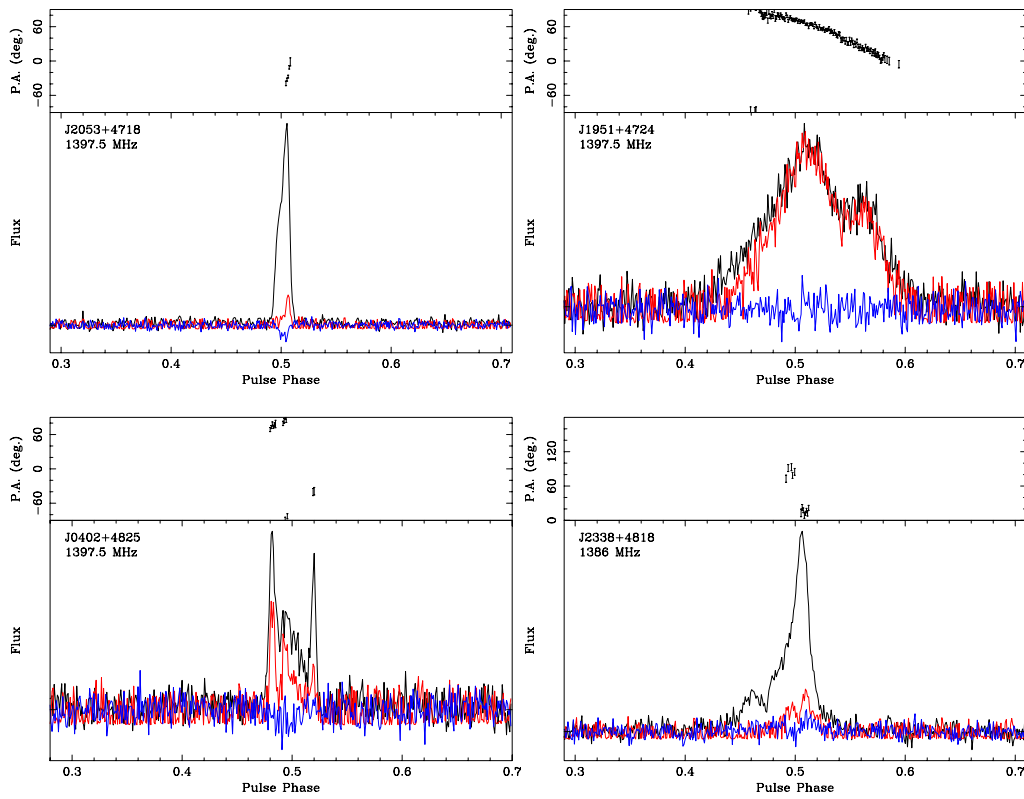 P.A. (deg.)
60
0
−60
J2053+4718
1397.5 MHz
Flux
0.3 0.4 0.5 0.6 0.7
Pulse Phase
P.A. (deg.)
60
0
−60
J1951+4724
1397.5 MHz
Flux
0.3 0.4 0.5 0.6 0.7
Pulse Phase
P.A. (deg.)
60
0
−60
J0402+4825
1397.5 MHz
Flux
0.3 0.4 0.5 0.6 0.7
Pulse Phase
P.A. (deg.)
120
60
0
J2338+4818
1386 MHz
Flux
0.3 0.4 0.5 0.6 0.7
Pulse Phase